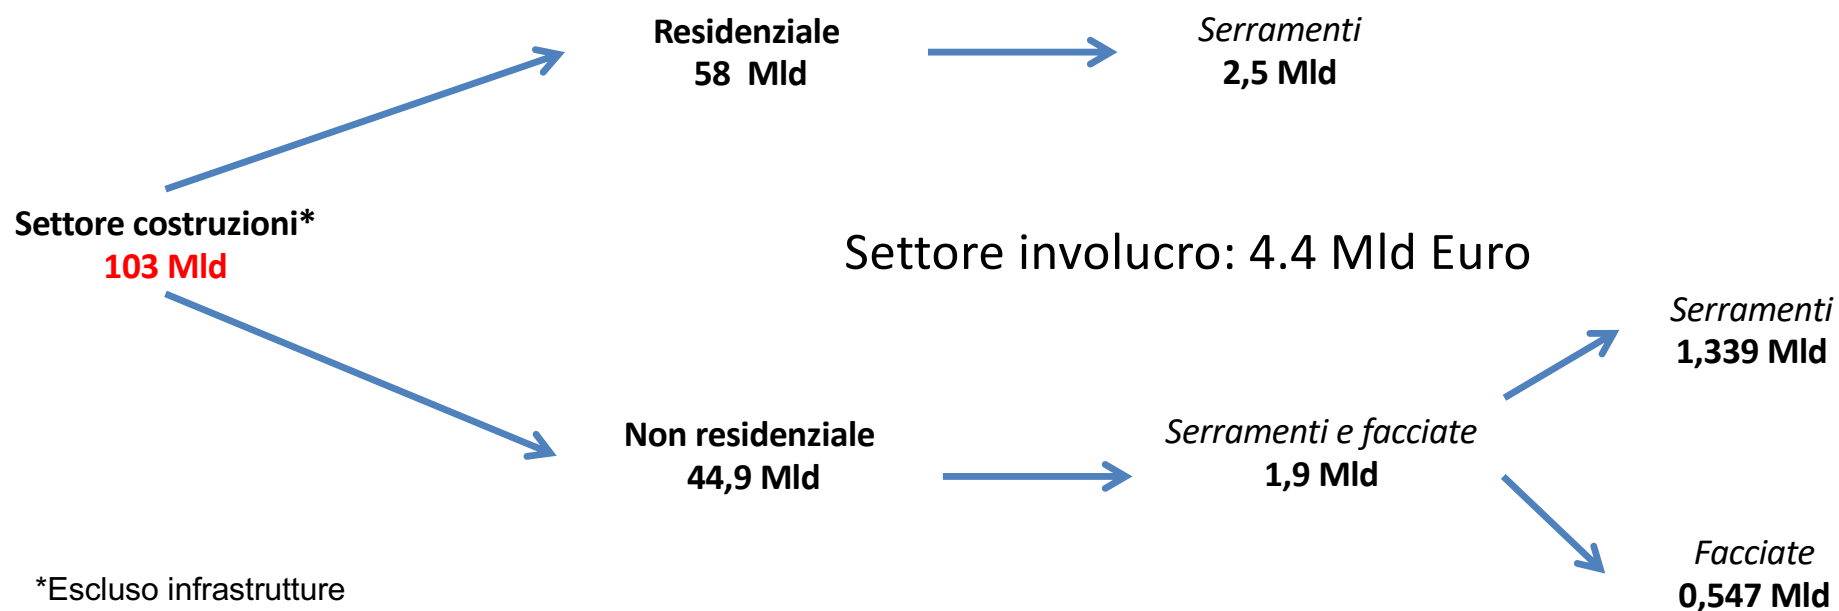 Residenziale
58 Mld
Serramenti
2,5 Mld
Settore costruzioni*
103 Mld
Settore involucro: 4.4 Mld Euro
Serramenti
1,339 Mld
Non residenziale
44,9 Mld
Serramenti e facciate
1,9 Mld
Facciate
0,547 Mld
*Escluso infrastrutture